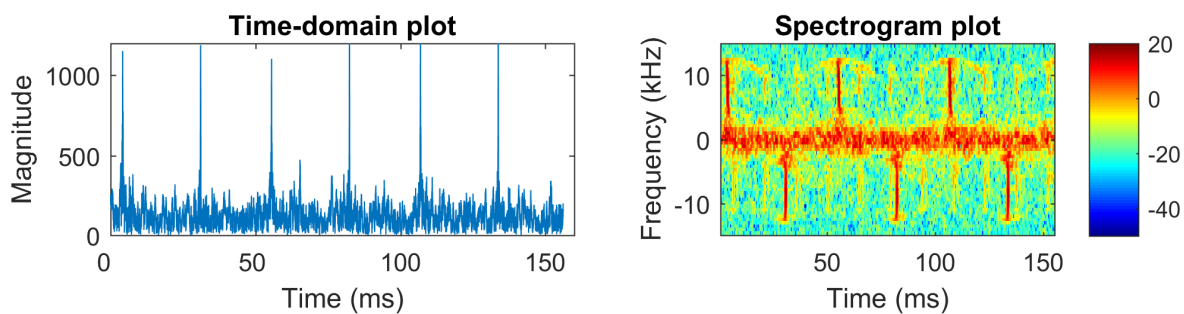 Time-domain plot
1000
500
0
Magnitude
0 50 100 150
Time (ms)
Spectrogram plot
10
0
-10
Frequency (kHz)
50 100 150
Time (ms)
20
0
-20
-40